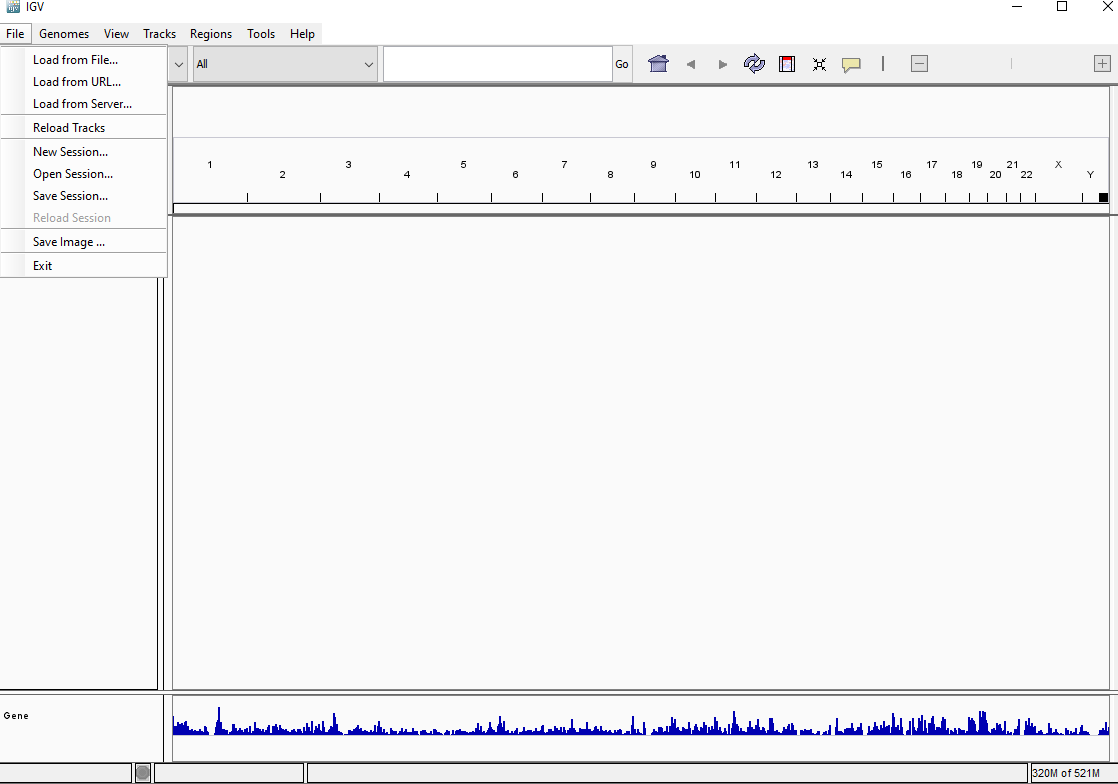 IGV
File Genomes View Tracks Regions Tools Help
All Go
Load from File...
Load from URL...
Load from Server...
Reload Tracks
New Session...
Open Session...
Save Session...
Reload Session
Save Image ...
Exit
1 3 5 7 9 11 13 15 17 19 21 X
2 4 6 8 10 12 14 16 18 20 22 Y
Gene
320M of 521M